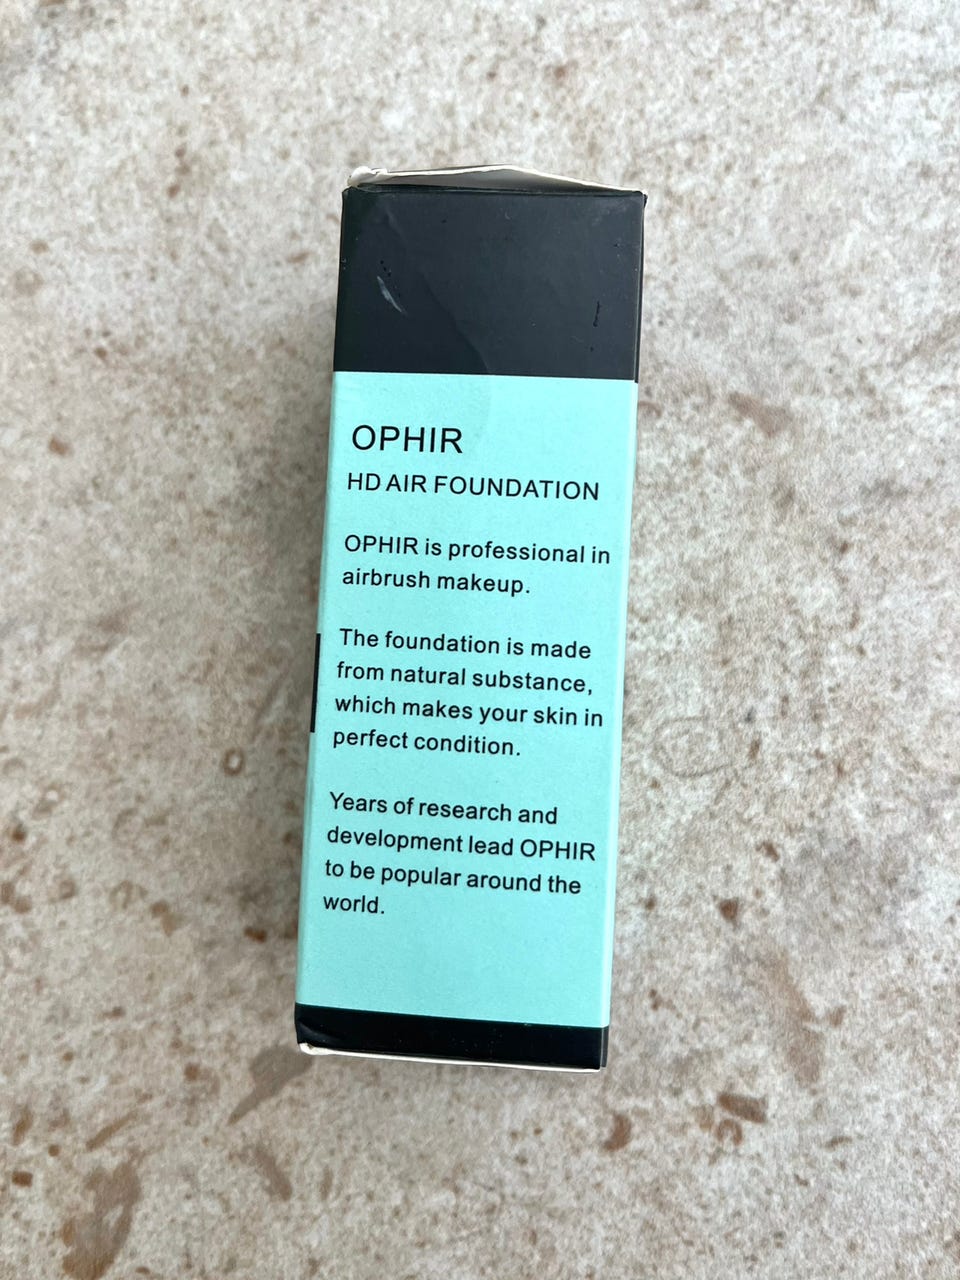 OPHIR
HD AIR FOUNDATION
OPHIR is professional in
airbrush makeup.
The foundation is made
from natural substance,
which makes your skin in
perfect condition.
Years of research and
development lead OPHIR
to be popular around the
world.